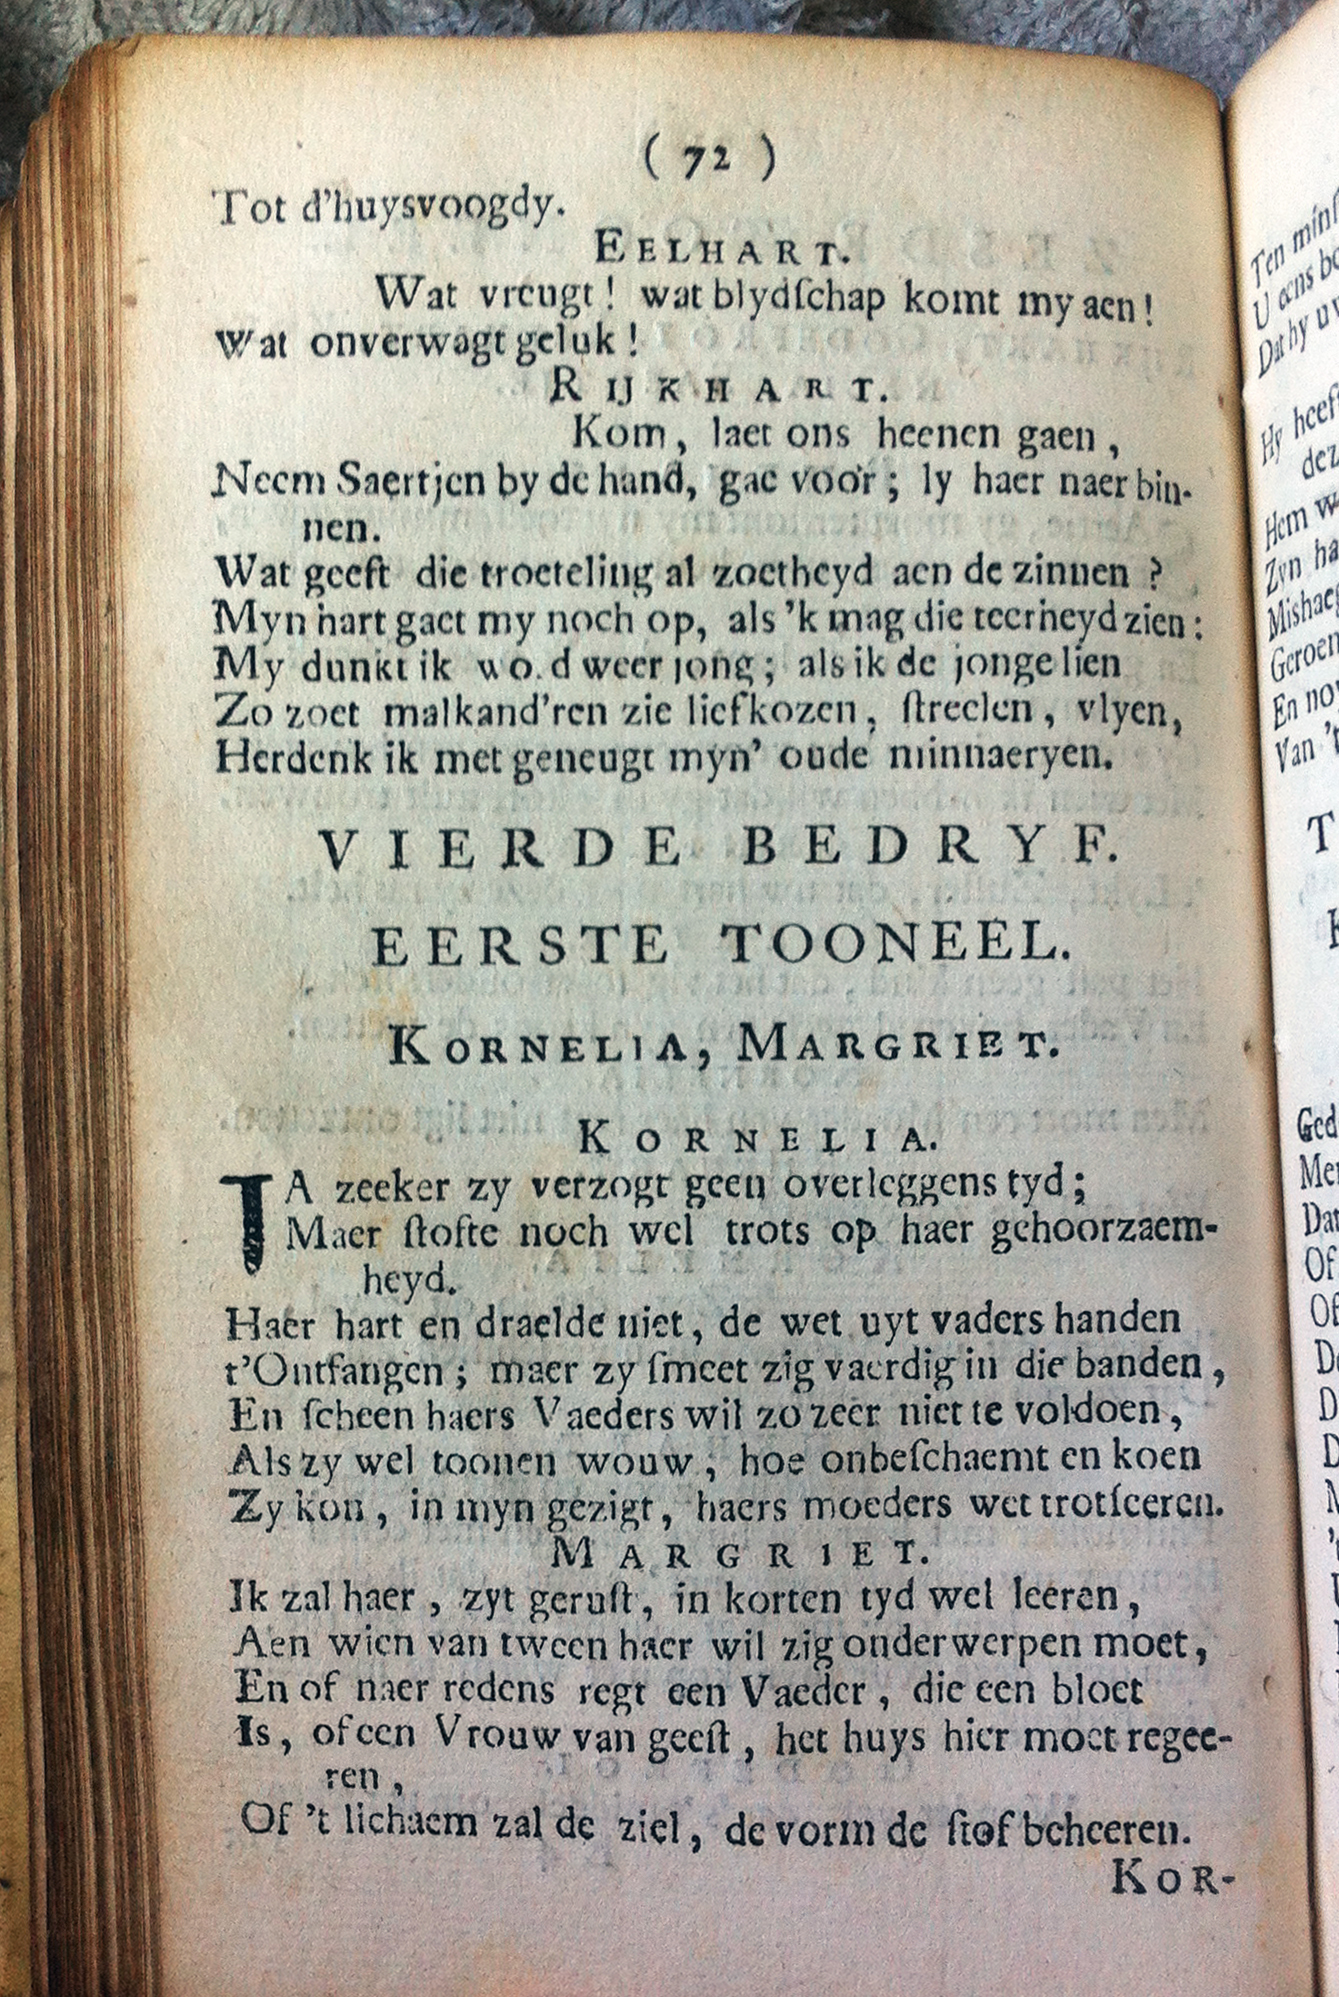 ( 72 )
Tot d'huysvoogdy.
EELHART.
Wat vreugt! wat blydſchap komt my aen!
Wat onverwagt geluk!
RIJKHART.
Kom, laet ons heenen gaen,
Neem Saertjen by de hand, gae voor; ly haer naer bin-
nen.
Wat geeft die troeteling al zoetheyd aen de zinnen?
Myn hart gaet my noch op, als 'k mag die teerheyd zien:
My dunkt ik wo.d weer jong; als ik de jonge lien
Zo zoet malkand'ren zie liefkozen, ſtreelen, vlyen,
Herdenk ik met geneugt myn' oude minnaeryen.
VIERDE BEDRYF.
EERSTE TOONEEL.
KORNELIA, MARGRIET.
KORNELIA.
JA zeeker zy verzogt geen overleggens tyd;
Maer ſtofte noch wel trots op haer gehoorzaem-
heyd.
Haer hart en draelde niet, de wet uyt vaders handen
t'Ontfangen; maer zy ſmeet zig vaerdig in die banden,
En ſcheen haers Vaeders wil zo zeer niet te voldoen,
Als zy wel toonen wouw, hoe onbeſchaemt en koen
Zy kon, in myn gezigt, haers moeders wet trotſeeren.
MARGRIET.
Ik zal haer, zyt geruſt, in korten tyd wel leeren,
Aen wien van tween haer wil zig onderwerpen moet,
En of naer redens regt een Vaeder, die een bloet
Is, of een Vrouw van geeſt, het huys hier moet regee-
ren,
Of 't lichaem zal de ziel, de vorm de ſtof beheeren.
KOR-
Ten
Dat hy
Hy
Hem
Zyn
En
Van